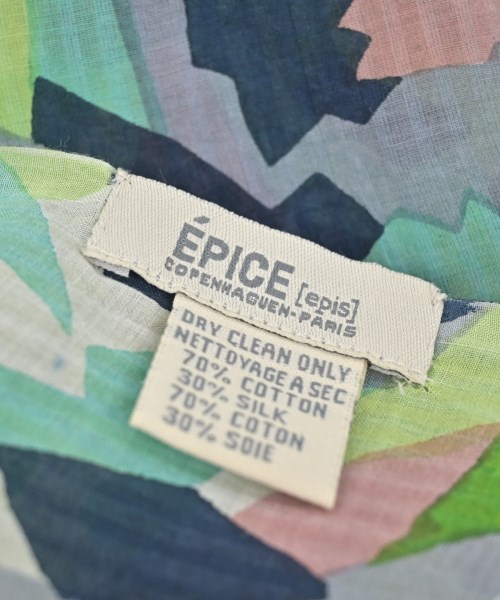 ÉPICE [epis]
COPENHAGUEN-PARIS
DRY CLEAN ONLY
NETTOYAGE A SEC
70% COTTON
30% SILK
70% COTON
30% SOIE